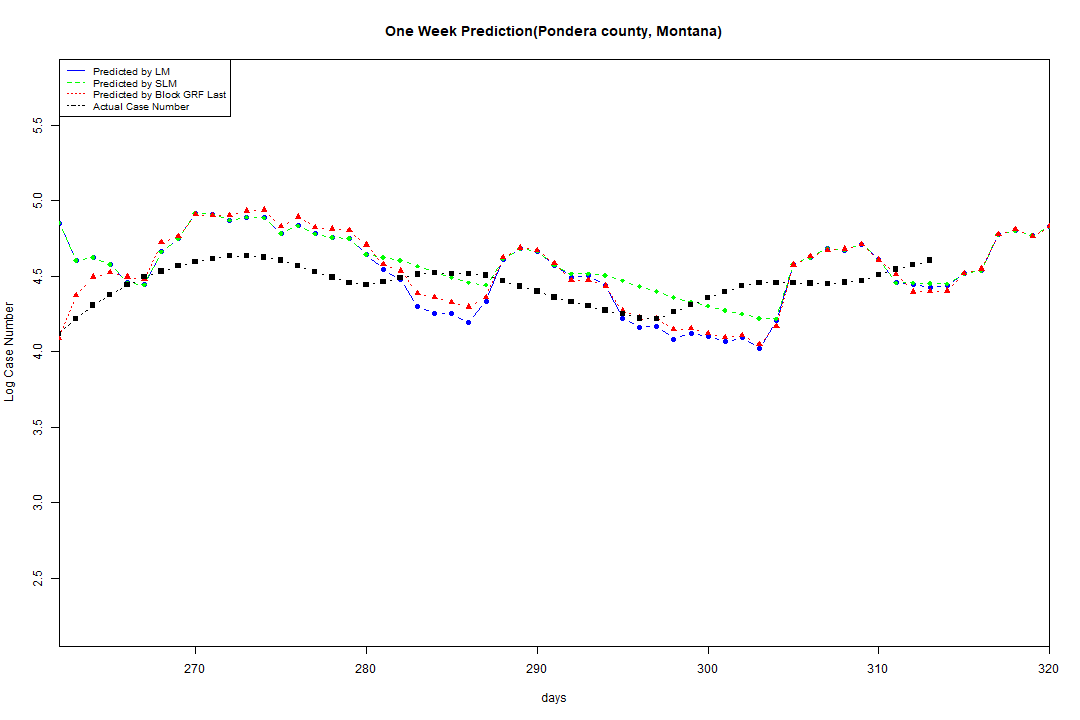 One Week Prediction(Pondera county, Montana)
Predicted by LM
Predicted by SLM
Predicted by Block GRF Last
Actual Case Number
5.5
5.0
4.5
4.0
3.5
3.0
2.5
Log Case Number
270
280
290
300
310
320
days